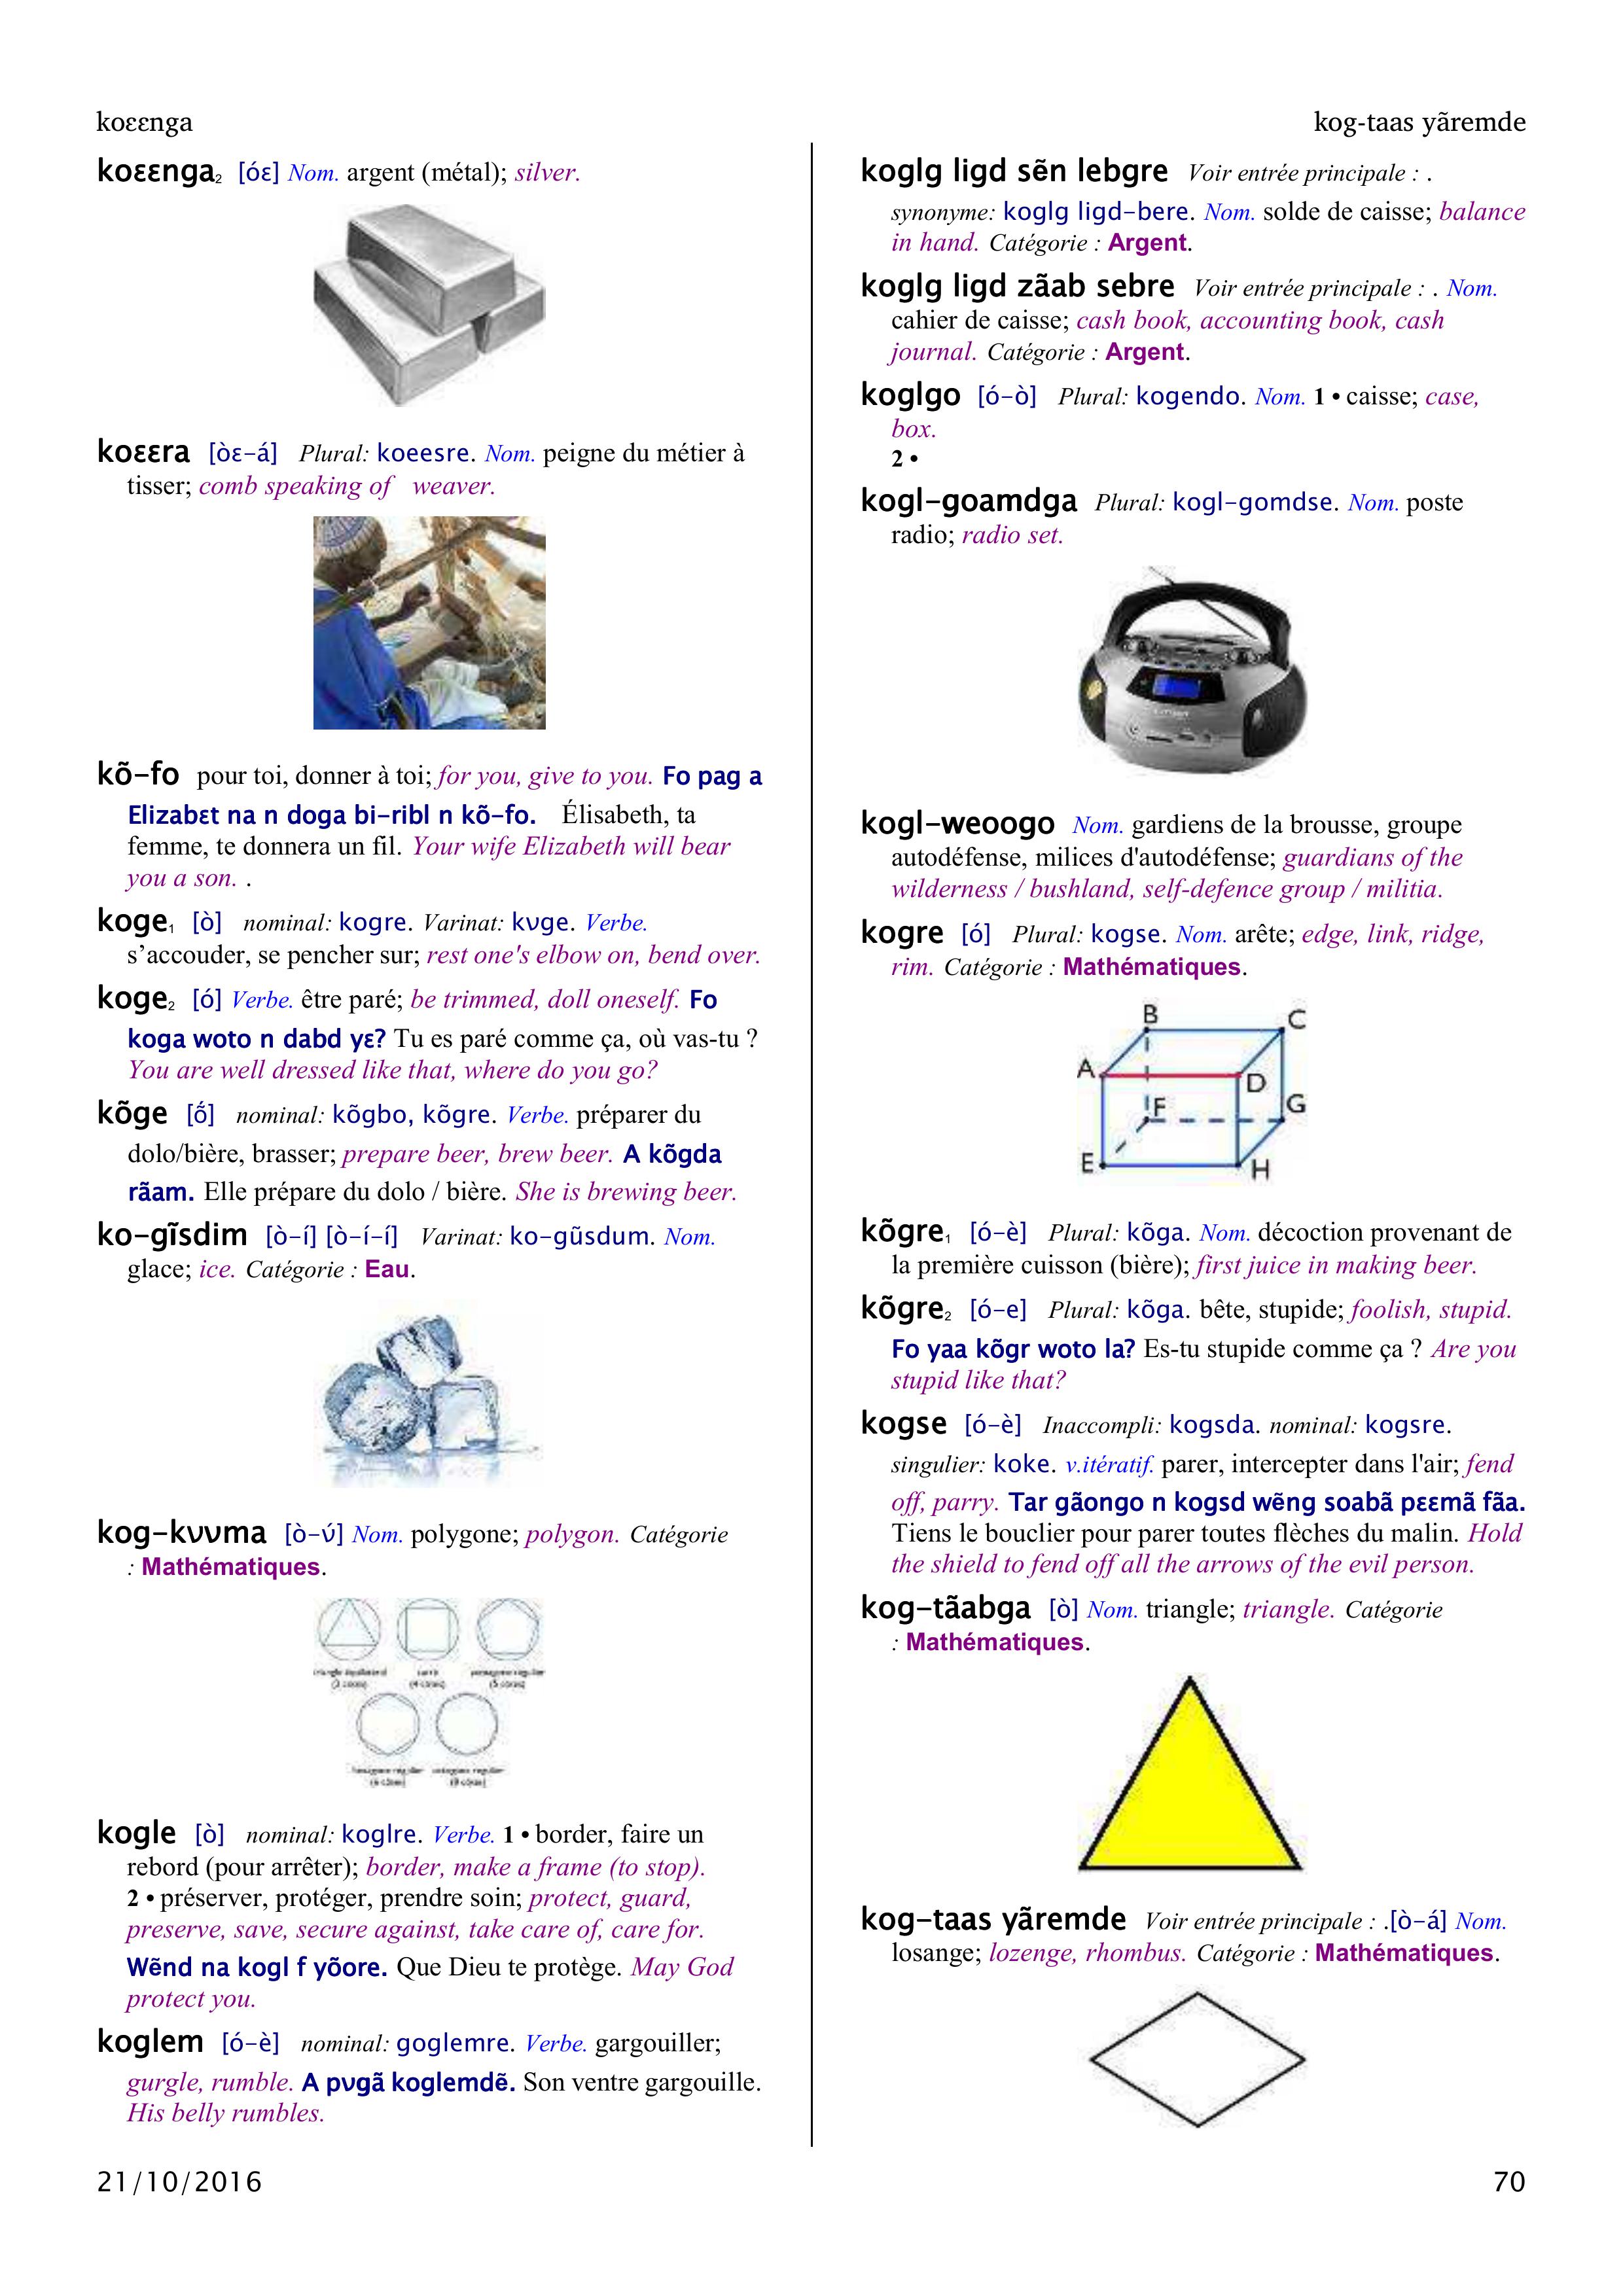 koɛɛnga
kog-taas yãremde
koɛɛnga₂ [óɛ] Nom. argent (métal); silver.
koɛɛra [òɛ-á] Plural: koeesre. Nom. peigne du métier à
tisser; comb speaking of weaver.
kõ-fo pour toi, donner à toi; for you, give to you. Fo pag a
Elizabɛt na n doga bi-ribl n kõ-fo. Élisabeth, ta
femme, te donnera un fil. Your wife Elizabeth will bear
you a son. .
koge₁ [ò] nominal: kogre. Varinat: kʋge. Verbe.
s’accouder, se pencher sur; rest one's elbow on, bend over.
koge₂ [ó] Verbe. être paré; be trimmed, doll oneself. Fo
koga woto n dabd yɛ? Tu es paré comme ça, où vas-tu ?
You are well dressed like that, where do you go?
kõge [ṍ] nominal: kõgbo, kõgre. Verbe. préparer du
dolo/bière, brasser; prepare beer, brew beer. A kõgda
rãam. Elle prépare du dolo / bière. She is brewing beer.
ko-gĩsdim [ò-í] [ò-í-í] Varinat: ko-gũsdum. Nom.
glace; ice. Catégorie : Eau.
kog-kʋʋma [ò-ʋ́] Nom. polygone; polygon. Catégorie
: Mathématiques.
(4 côtés)
(5 côtés)
(6 côtés)
(8 côtés)
kogle [ò] nominal: koglre. Verbe. 1 • border, faire un
rebord (pour arrêter); border, make a frame (to stop).
2 • préserver, protéger, prendre soin; protect, guard,
preserve, save, secure against, take care of, care for.
Wẽnd na kogl f yõore. Que Dieu te protège. May God
protect you.
koglem [ó-è] nominal: goglemre. Verbe. gargouiller;
gurgle, rumble. A pʋgã koglemdẽ. Son ventre gargouille.
His belly rumbles.
koglg ligd sẽn lebgre Voir entrée principale : .
synonyme: koglg ligd-bere. Nom. solde de caisse; balance
in hand. Catégorie : Argent.
koglg ligd zãab sebre Voir entrée principale : . Nom.
cahier de caisse; cash book, accounting book, cash
journal. Catégorie : Argent.
koglgo [ó-ò] Plural: kogendo. Nom. 1 • caisse; case,
box.
2 •
kogl-goamdga Plural: kogl-gomdse. Nom. poste
radio; radio set.
kogl-weoogo Nom. gardiens de la brousse, groupe
autodéfense, milices d'autodéfense; guardians of the
wilderness / bushland, self-defence group / militia.
kogre [ó] Plural: kogse. Nom. arête; edge, link, ridge,
rim. Catégorie : Mathématiques.
B C
A D
F G
E H
kõgre₁ [ó-è] Plural: kõga. Nom. décoction provenant de
la première cuisson (bière); first juice in making beer.
kõgre₂ [ó-e] Plural: kõga. bête, stupide; foolish, stupid.
Fo yaa kõgr woto la? Es-tu stupide comme ça ? Are you
stupid like that?
kogse [ó-è] Inaccompli: kogsda. nominal: kogsre.
singulier: koke. v.itératif. parer, intercepter dans l'air; fend
off, parry. Tar gãongo n kogsd wẽng soabã pɛɛmã fãa.
Tiens le bouclier pour parer toutes flèches du malin. Hold
the shield to fend off all the arrows of the evil person.
kog-tãabga [ò] Nom. triangle; triangle. Catégorie
: Mathématiques.
kog-taas yãremde Voir entrée principale : .[ò-á] Nom.
losange; lozenge, rhombus. Catégorie : Mathématiques.
21/10/2016
70